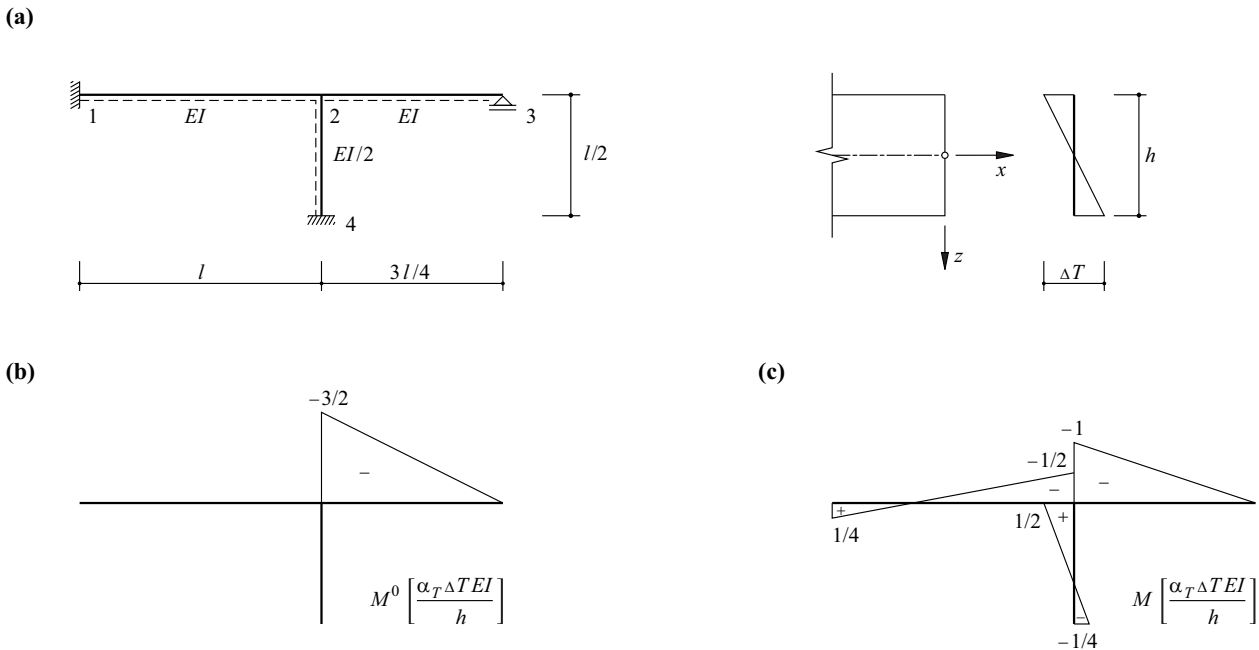 (a)
1 EI 2 EI 3
EI/2
l/2
4
l 3l/4
x
h
z
ΔT
(b)
−3/2
−
M⁰ [α_T ΔT EI / h]
(c)
−1
−1/2
− −
+ 1/2 +
1/4
−
−1/4
M [α_T ΔT EI / h]